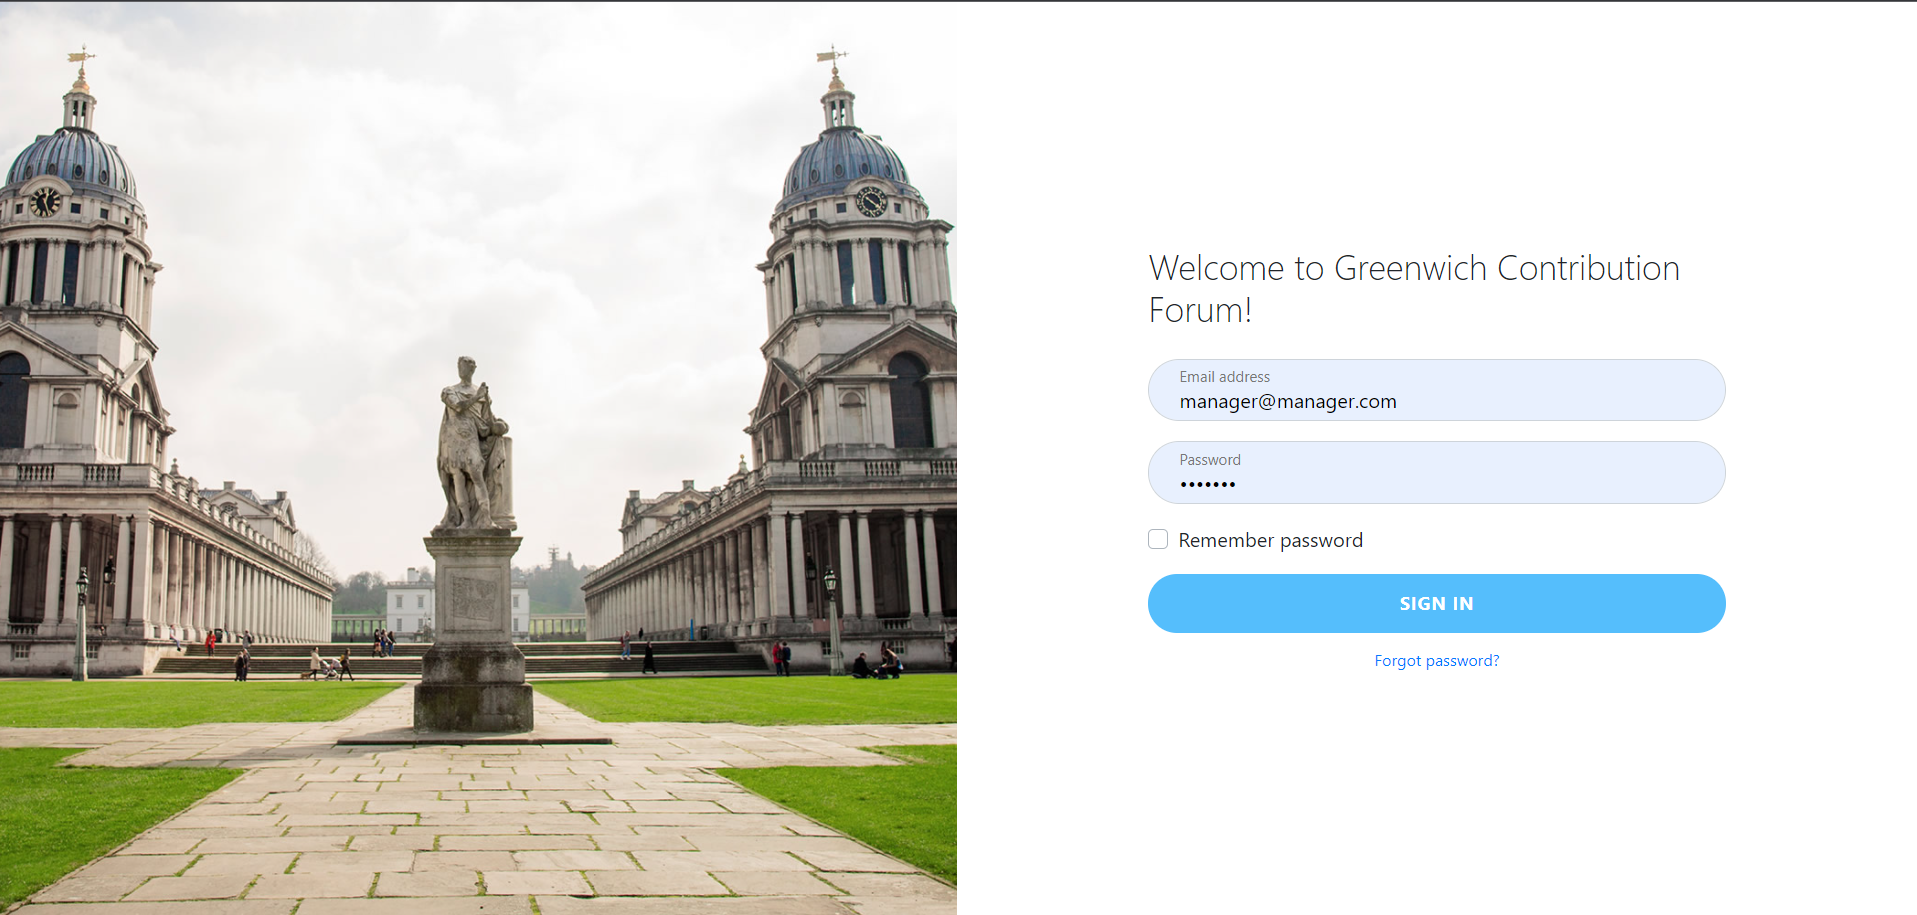 Welcome to Greenwich Contribution
Forum!
Email address
manager@manager.com
Password
•••••••
Remember password
SIGN IN
Forgot password?